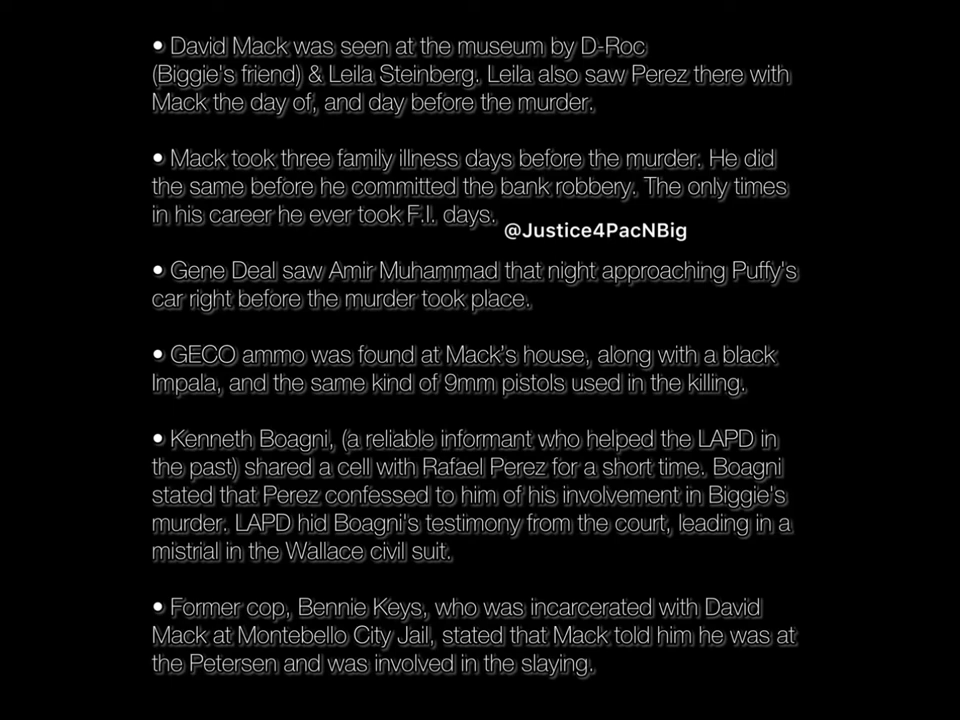 • David Mack was seen at the museum by D-Roc
(Biggie's friend) & Leila Steinberg. Leila also saw Perez there with
Mack the day of, and day before the murder.
• Mack took three family illness days before the murder. He did
the same before he committed the bank robbery. The only times
in his career he ever took F.I. days.
@Justice4PacNBig
• Gene Deal saw Amir Muhammad that night approaching Puffy's
car right before the murder took place.
• GECO ammo was found at Mack's house, along with a black
Impala, and the same kind of 9mm pistols used in the killing.
• Kenneth Boagni, (a reliable informant who helped the LAPD in
the past) shared a cell with Rafael Perez for a short time. Boagni
stated that Perez confessed to him of his involvement in Biggie's
murder. LAPD hid Boagni's testimony from the court, leading in a
mistrial in the Wallace civil suit.
• Former cop, Bennie Keys, who was incarcerated with David
Mack at Montebello City Jail, stated that Mack told him he was at
the Petersen and was involved in the slaying.